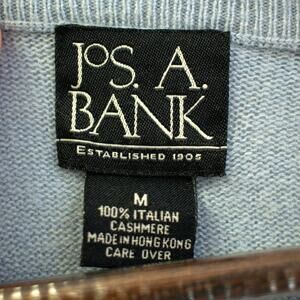 JOS. A.
BANK
ESTABLISHED 1905
M
100% ITALIAN
CASHMERE
MADE IN HONG KONG
CARE OVER